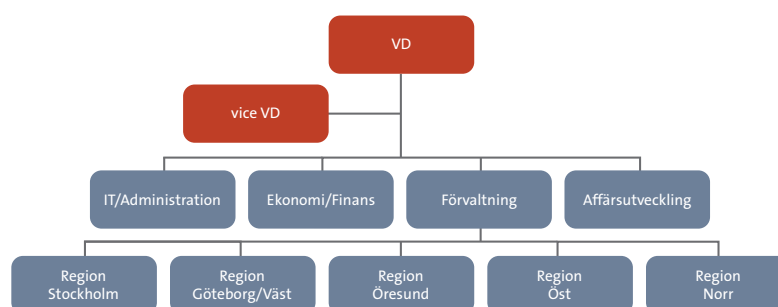 VD
vice VD
IT/Administration
Ekonomi/Finans
Förvaltning
Affärsutveckling
Region
Stockholm
Region
Göteborg/Väst
Region
Öresund
Region
Öst
Region
Norr